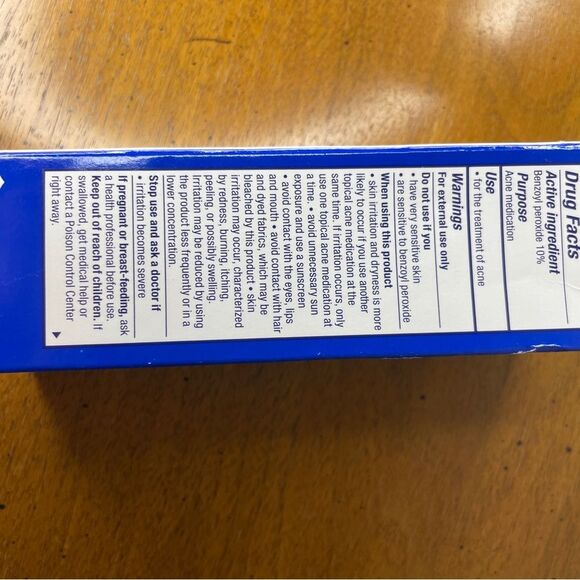 Drug Facts
Active ingredient
Benzoyl peroxide 10%
Purpose
Acne medication
Use
• for the treatment of acne
Warnings
For external use only
Do not use if you
• have very sensitive skin
• are sensitive to benzoyl peroxide
When using this product
• skin irritation and dryness is more
likely to occur if you use another
topical acne medication at the
same time. If irritation occurs, only
use one topical acne medication at
a time. • avoid unnecessary sun
exposure and use a sunscreen
• avoid contact with the eyes, lips
and mouth • avoid contact with hair
and dyed fabrics, which may be
bleached by this product • skin
irritation may occur, characterized
by redness, burning, itching,
peeling, or possibly swelling.
Irritation may be reduced by using
the product less frequently or in a
lower concentration.
Stop use and ask a doctor if
• irritation becomes severe
If pregnant or breast-feeding, ask
a health professional before use.
Keep out of reach of children. If
swallowed, get medical help or
contact a Poison Control Center
right away.